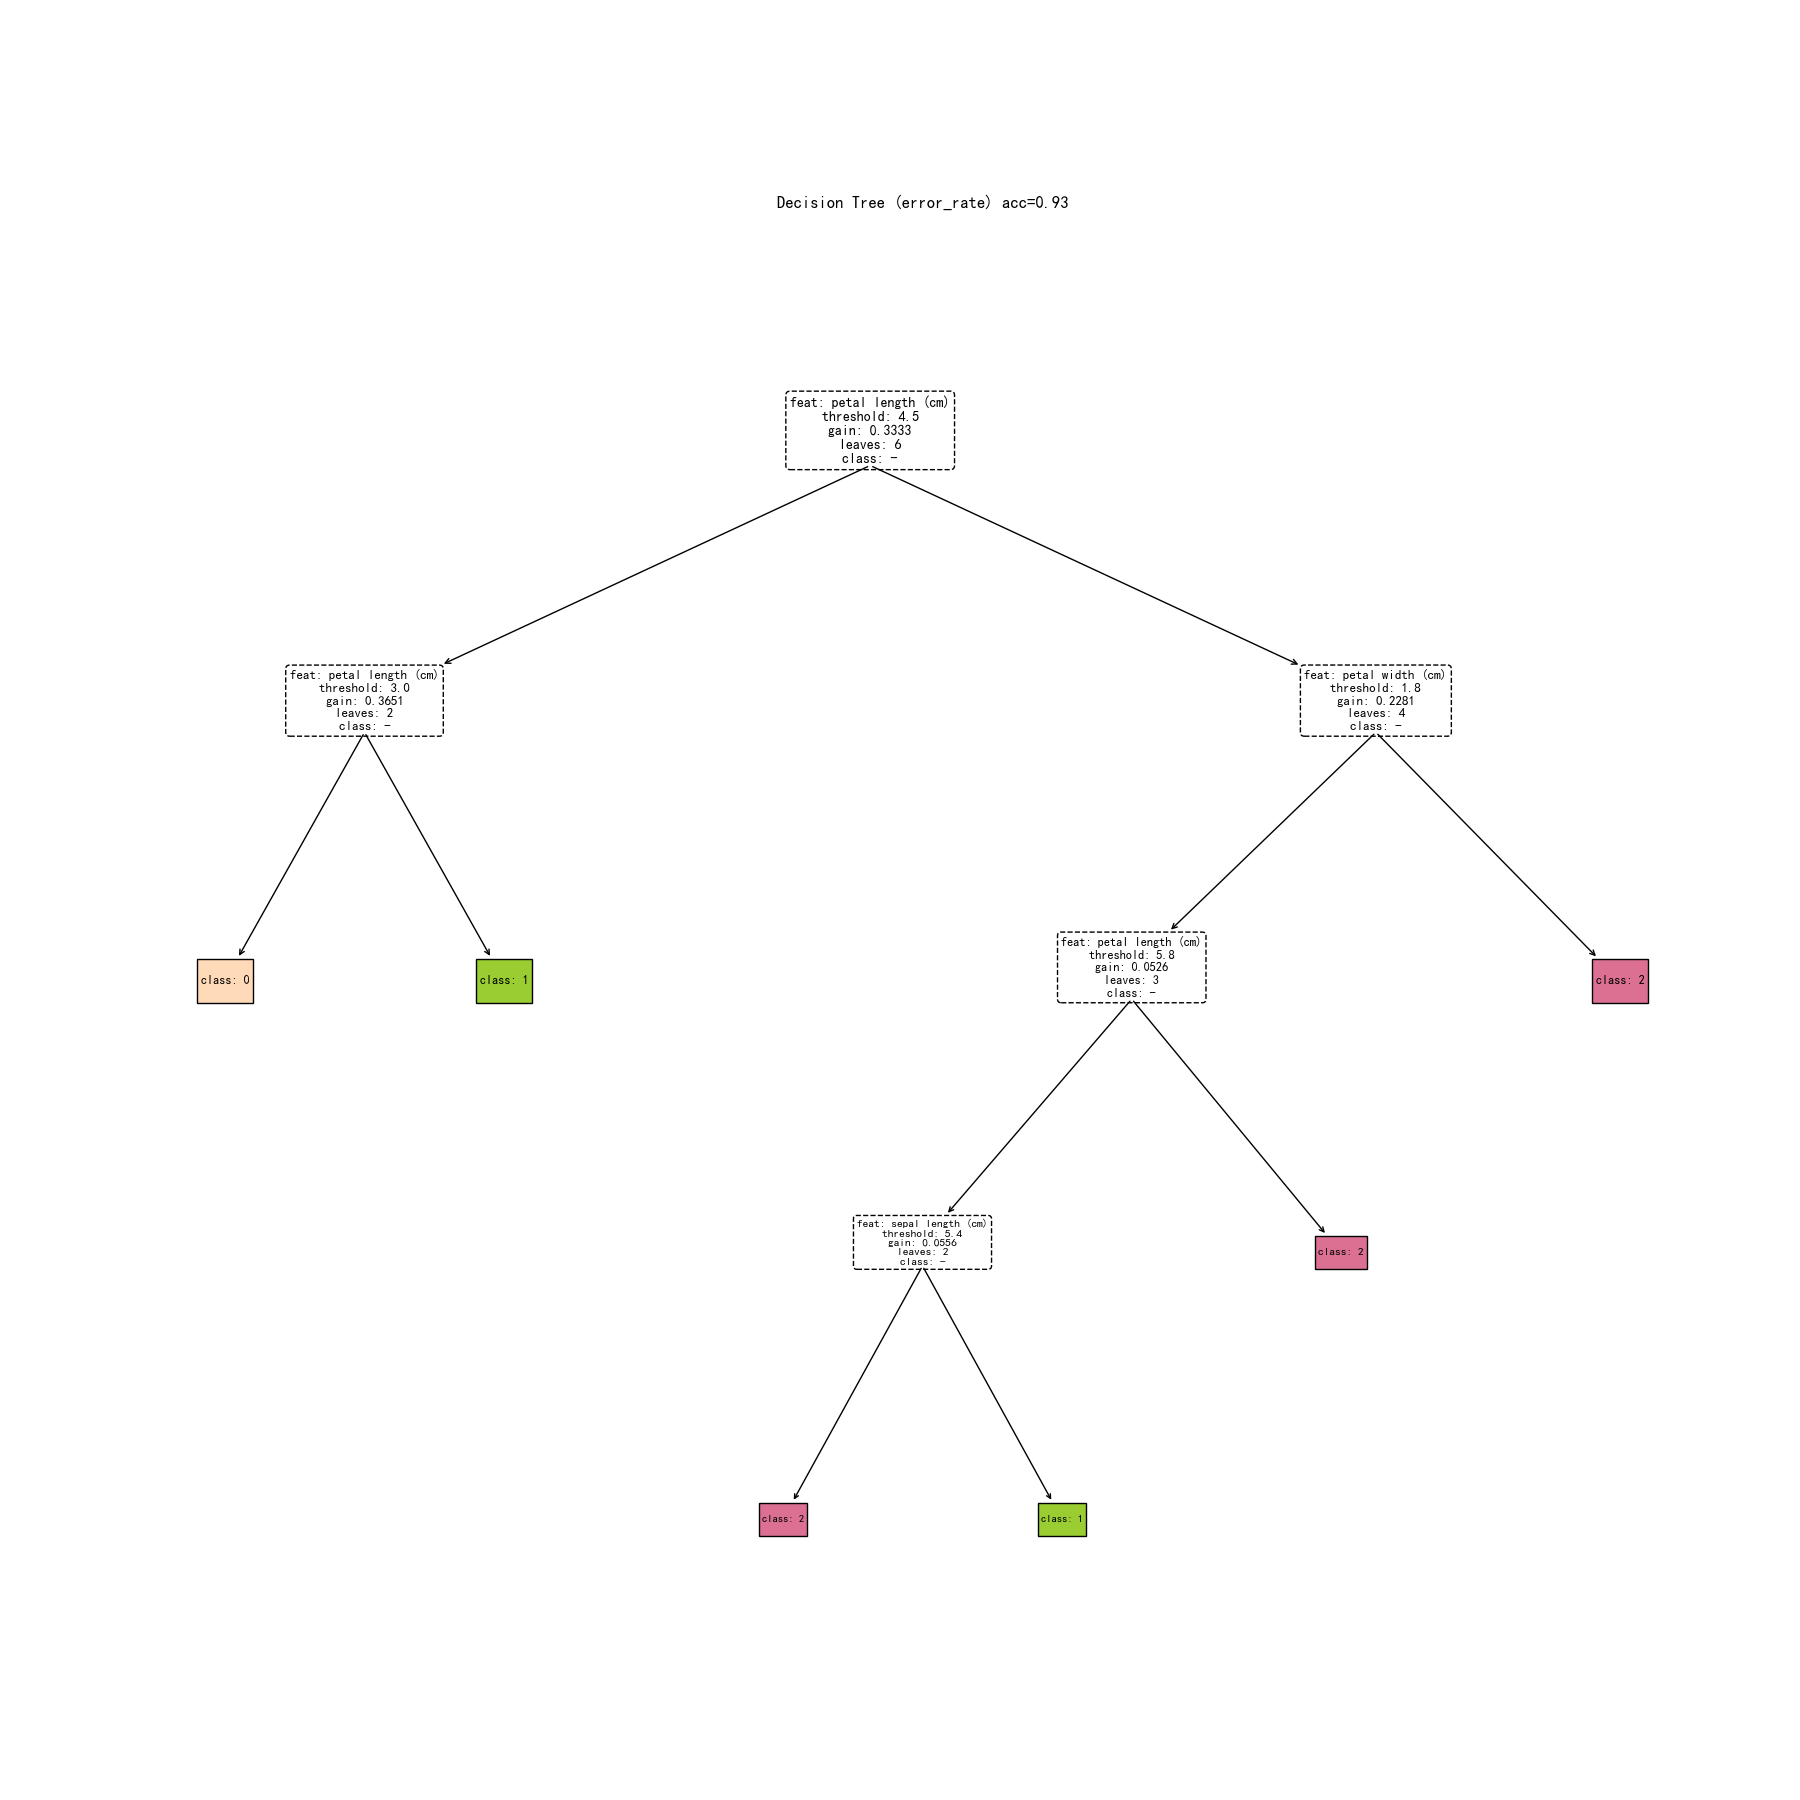 Decision Tree (error_rate) acc=0.93
feat: petal length (cm)
threshold: 4.5
gain: 0.3333
leaves: 6
class: −
feat: petal length (cm)
threshold: 3.0
gain: 0.3651
leaves: 2
class: −
feat: petal width (cm)
threshold: 1.8
gain: 0.2281
leaves: 4
class: −
class: 0
class: 1
feat: petal length (cm)
threshold: 5.8
gain: 0.0526
leaves: 3
class: −
class: 2
feat: sepal length (cm)
threshold: 5.4
gain: 0.0556
leaves: 2
class: −
class: 2
class: 2
class: 1